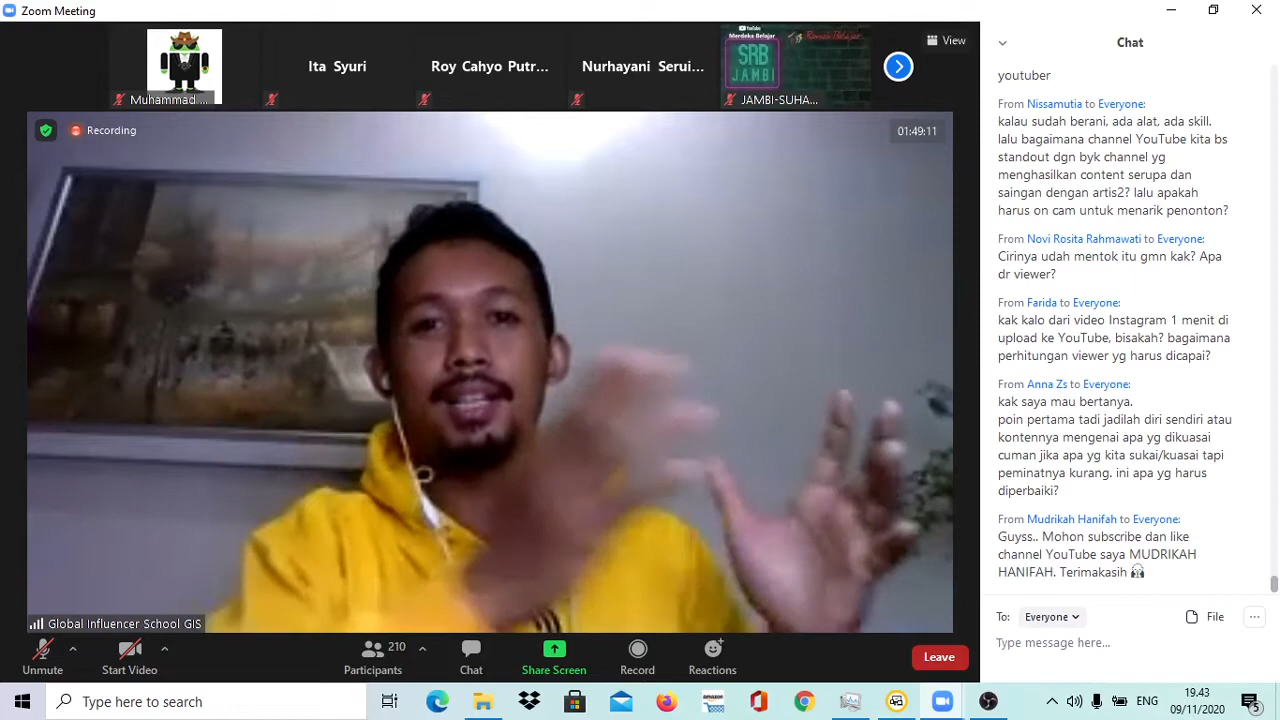 Zoom Meeting
Muhammad ...
Ita Syuri
Roy Cahyo Putr...
Nurhayani Serui...
YouTube
Merdeka Belajar
Rumah Belajar
SRB
JAMBI
JAMBI-SUHA...
View
Recording
01:49:11
Global Influencer School GIS
Unmute
Start Video
210
Participants
Chat
Share Screen
Record
Reactions
Leave
Chat
youtuber
From Nissamutia to Everyone:
kalau sudah berani, ada alat, ada skill.
lalu bagaimana channel YouTube kita bs
standout dgn byk channel yg
menghasilkan content serupa dan
saingan dengan artis2? lalu apakah
harus on cam untuk menarik penonton?
From Novi Rosita Rahmawati to Everyone:
Cirinya udah mentok itu gmn kak? Apa
dr viewer?
From Farida to Everyone:
kak kalo dari video Instagram 1 menit di
upload ke YouTube, bisakah? bagaimana
perhitungan viewer yg harus dicapai?
From Anna Zs to Everyone:
kak saya mau bertanya.
poin pertama tadi jadilah diri sendiri atau
kontennya mengenai apa yg dikuasai
cuman jika apa yg kita sukai/kuasai tapi
peminatnya kurang. ini apa yg harus
diperbaiki?
From Mudrikah Hanifah to Everyone:
Guyss.. Mohon subscribe dan like
channel YouTube saya MUDRIKAH
HANIFAH. Terimakasih
To: Everyone
File
Type message here...
Type here to search
amazon
ENG
19,43
09/11/2020
5